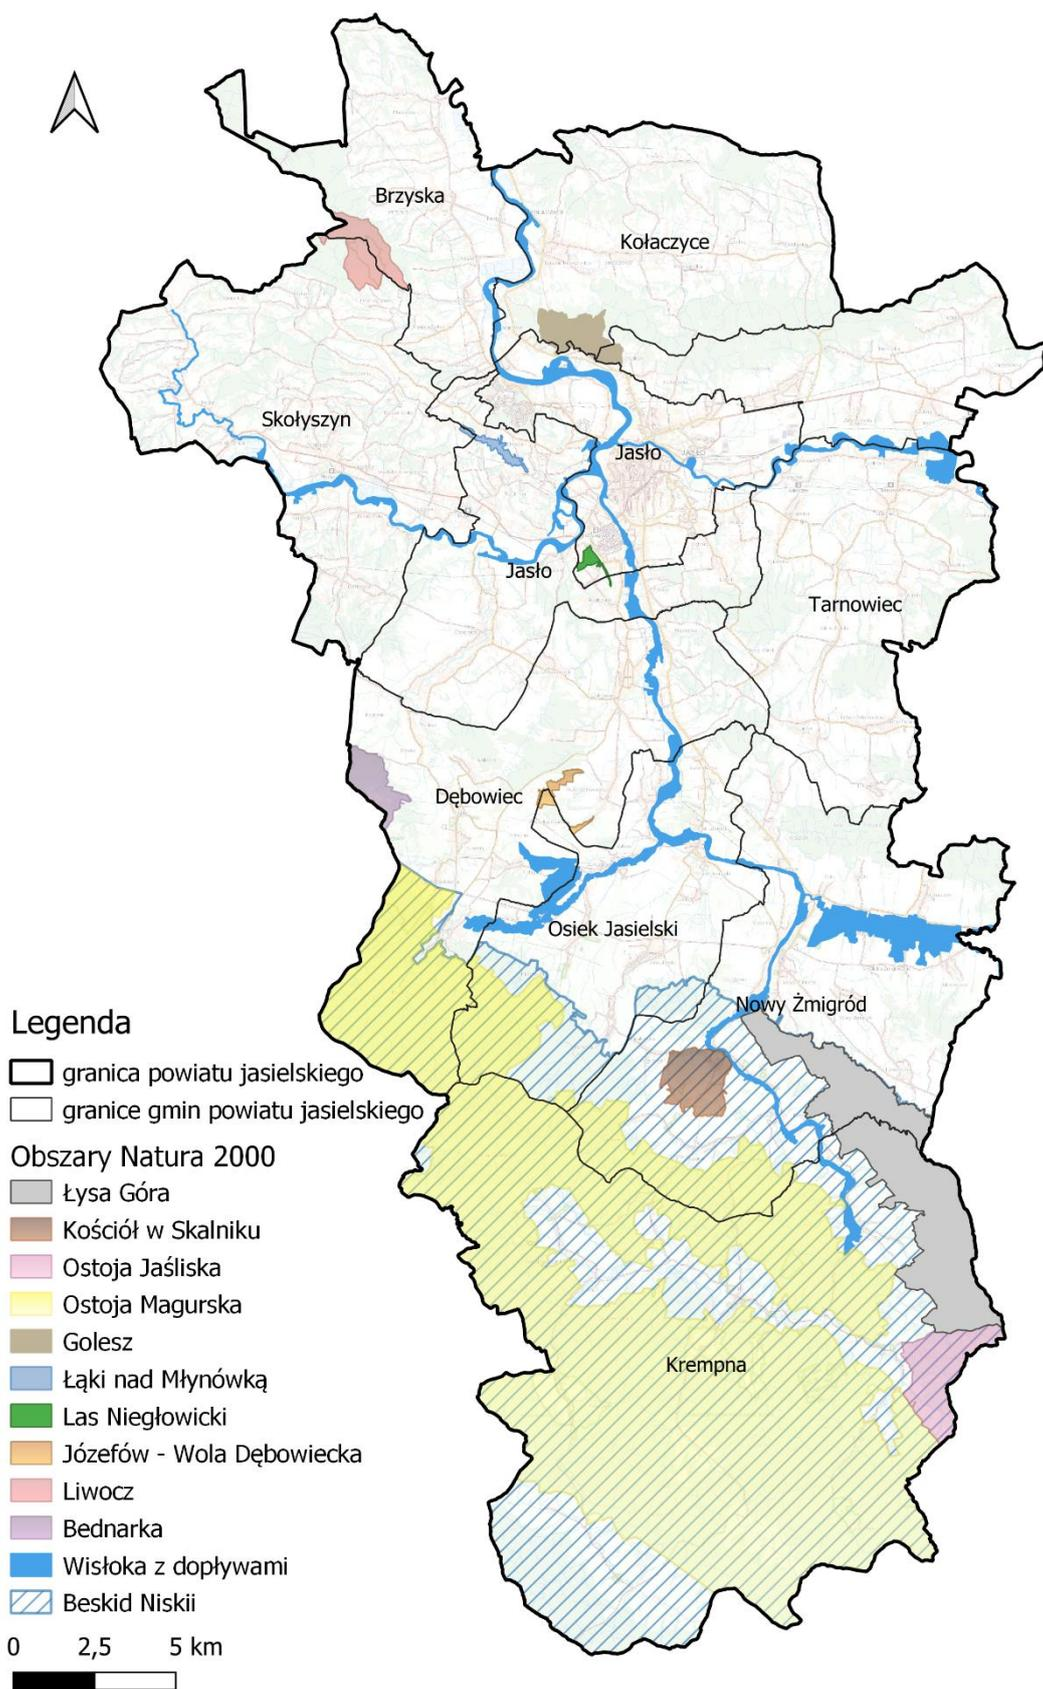 Brzyska
Kołaczyce
Skołyszyn
Jasło
Jasło
Tarnowiec
Dębowiec
Osiek Jasielski
Nowy Żmigród
Krempna
Legenda
granica powiatu jasielskiego
granice gmin powiatu jasielskiego
Obszary Natura 2000
Łysa Góra
Kościół w Skalniku
Ostoja Jaśliska
Ostoja Magurska
Golesz
Łąki nad Młynówką
Las Niegłowicki
Józefów - Wola Dębowiecka
Liwocz
Bednarka
Wisłoka z dopływami
Beskid Niskii
0 2,5 5 km